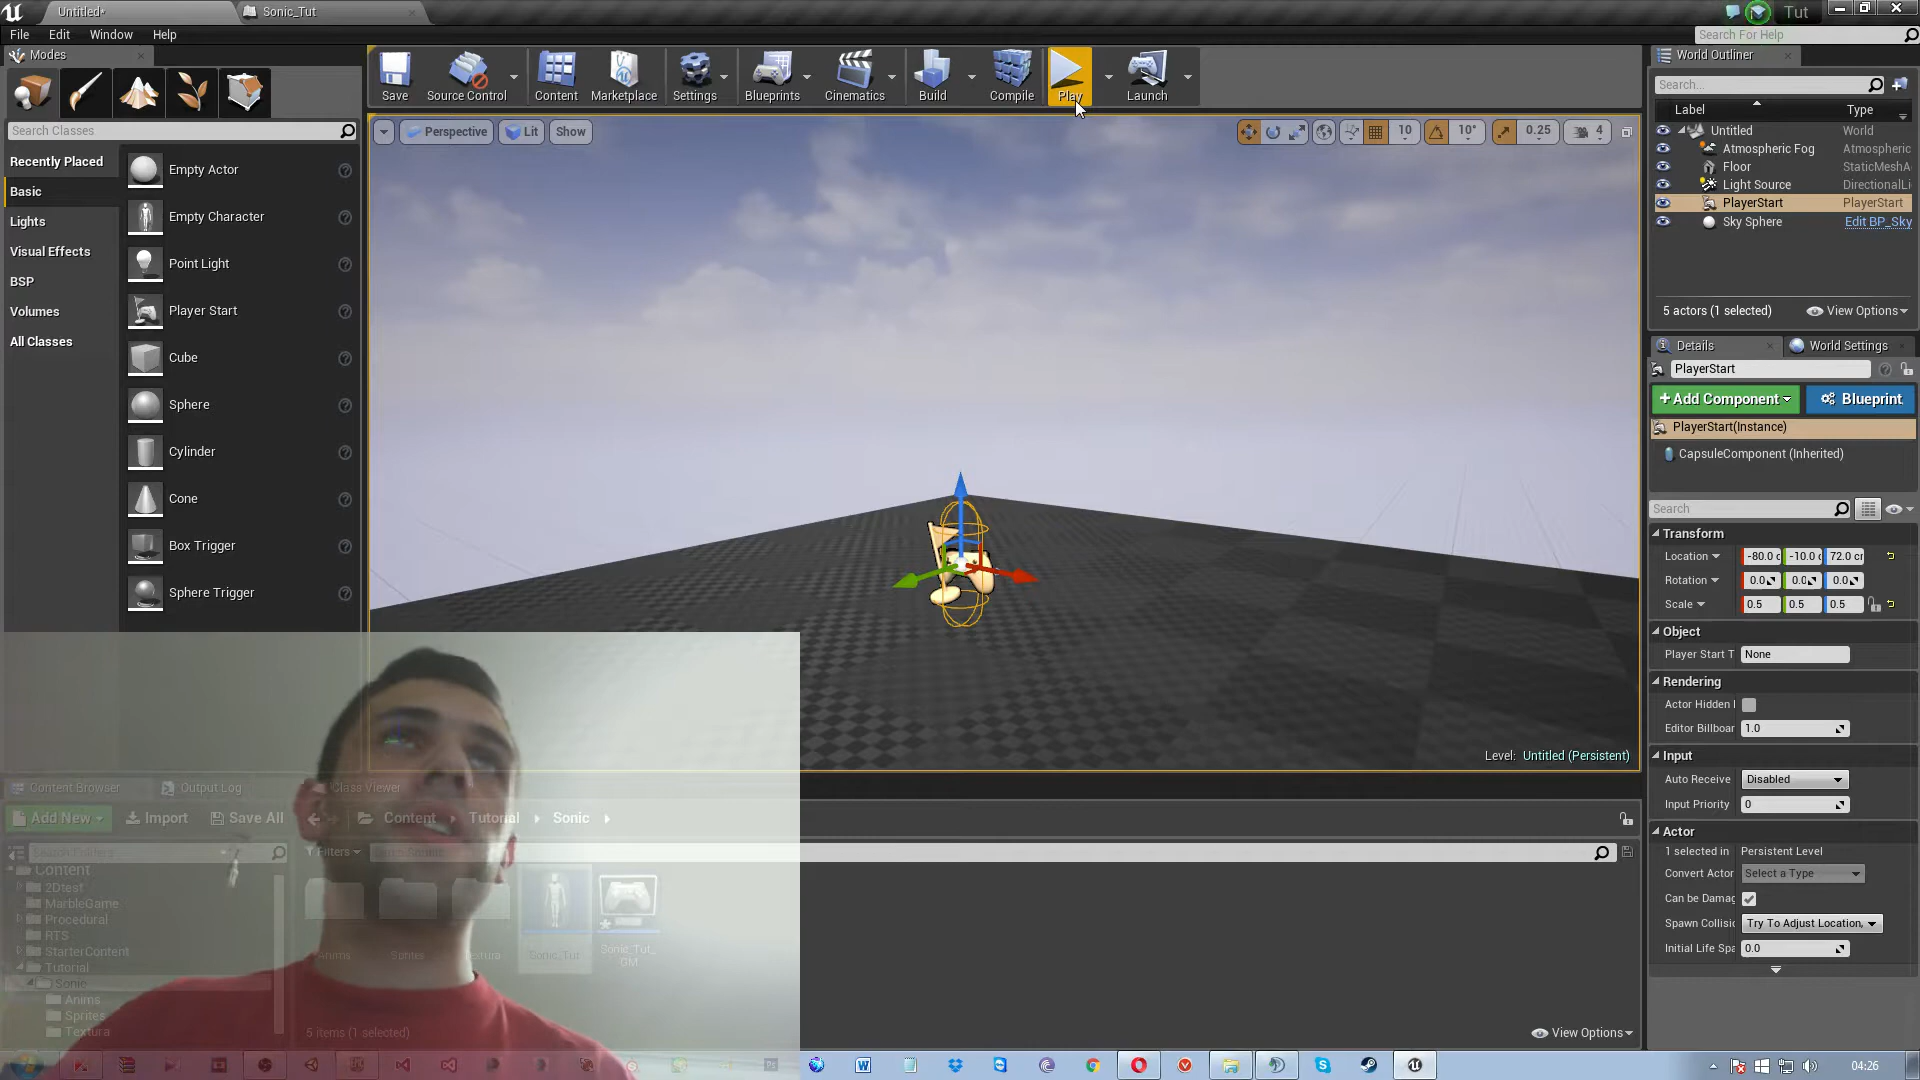 Untitled*
Sonic_Tut
Tut
File
Edit
Window
Help
Search For Help
Modes
Save
Source Control
Content
Marketplace
Settings
Blueprints
Cinematics
Build
Compile
Play
Launch
World Outliner
Search...
Label
Type
Untitled
World
Atmospheric Fog
Atmospheric
Floor
StaticMeshA
Light Source
DirectionalLi
PlayerStart
PlayerStart
Sky Sphere
Edit BP_Sky
5 actors (1 selected)
View Options
Search Classes
Recently Placed
Basic
Lights
Visual Effects
BSP
Volumes
All Classes
Empty Actor
Empty Character
Point Light
Player Start
Cube
Sphere
Cylinder
Cone
Box Trigger
Sphere Trigger
Perspective
Lit
Show
10
10°
0.25
4
Level: Untitled (Persistent)
Details
World Settings
PlayerStart
+Add Component
Blueprint
PlayerStart(Instance)
CapsuleComponent (Inherited)
Search
Transform
Location
-80.0 c
-10.0 c
72.0 cr
Rotation
0.0
0.0
0.0
Scale
0.5
0.5
0.5
Object
Player Start T
None
Rendering
Actor Hidden I
Editor Billboar
1.0
Input
Auto Receive
Disabled
Input Priority
0
Actor
1 selected in
Persistent Level
Convert Actor
Select a Type
Can be Damag
Spawn Collisio
Try To Adjust Location,
Initial Life Spa
0.0
Content Browser
Output Log
Class Viewer
Add New
Import
Save All
Content
Tutorial
Sonic
Search Folders
Filters
Content
2Dtest
MarbleGame
Procedural
RTS
StarterContent
Tutorial
Sonic
Anims
Sprites
Textura
Anims
Sprites
Textura
Sonic_Tut
Sonic_Tut_
GM
5 items (1 selected)
View Options
04:26